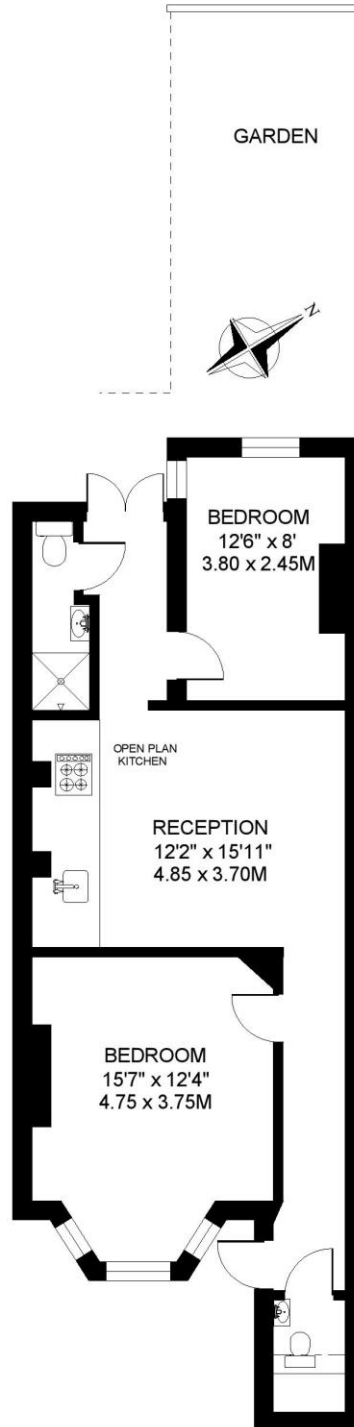 GARDEN
N
BEDROOM
12'6" x 8'
3.80 x 2.45M
OPEN PLAN
KITCHEN
RECEPTION
12'2" x 15'11"
4.85 x 3.70M
BEDROOM
15'7" x 12'4"
4.75 x 3.75M